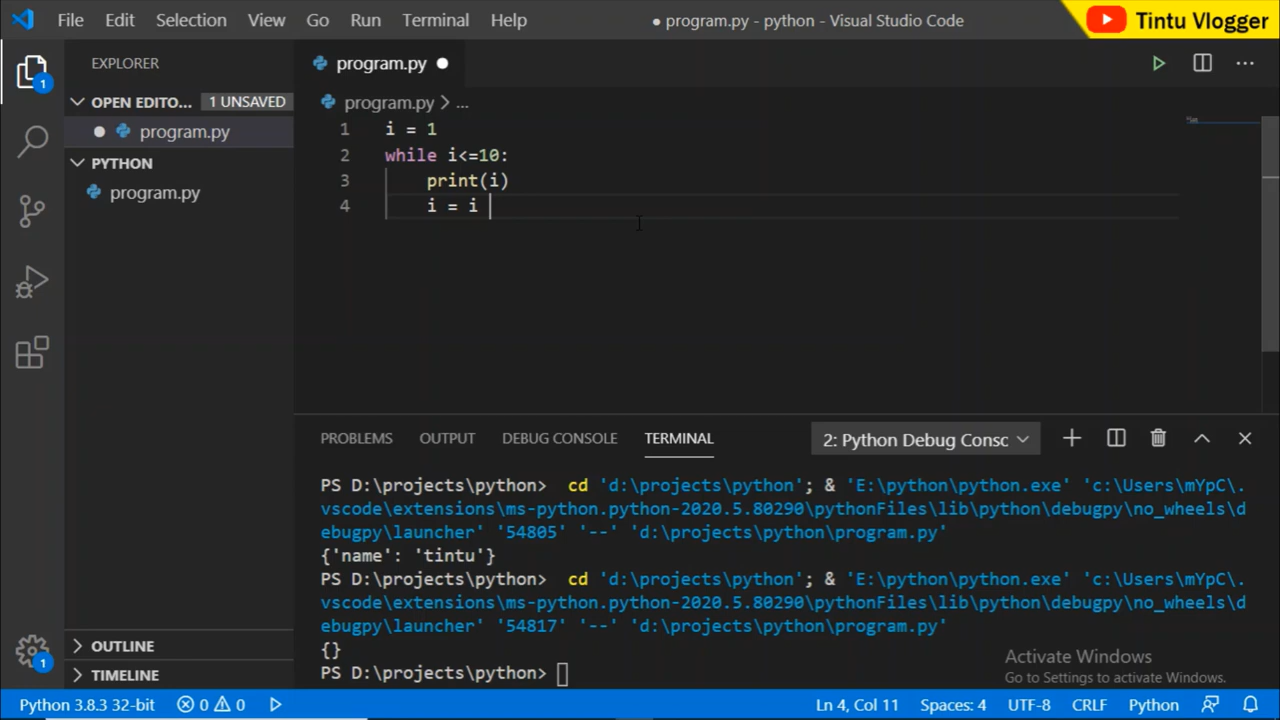 File Edit Selection View Go Run Terminal Help ● program.py - python - Visual Studio Code Tintu Vlogger
EXPLORER
program.py ●
OPEN EDITO... 1 UNSAVED
program.py > ...
● program.py
PYTHON
program.py
1 i = 1
2 while i<=10:
3 print(i)
4 i = i
PROBLEMS OUTPUT DEBUG CONSOLE TERMINAL 2: Python Debug Consc
PS D:\projects\python> cd 'd:\projects\python'; & 'E:\python\python.exe' 'c:\Users\mYpC\.
vscode\extensions\ms-python.python-2020.5.80290\pythonFiles\lib\python\debugpy\no_wheels\d
ebugpy\launcher' '54805' '--' 'd:\projects\python\program.py'
{'name': 'tintu'}
PS D:\projects\python> cd 'd:\projects\python'; & 'E:\python\python.exe' 'c:\Users\mYpC\.
vscode\extensions\ms-python.python-2020.5.80290\pythonFiles\lib\python\debugpy\no_wheels\d
ebugpy\launcher' '54817' '--' 'd:\projects\python\program.py'
{}
PS D:\projects\python>
OUTLINE
TIMELINE
1
1
Activate Windows
Go to Settings to activate Windows.
Python 3.8.3 32-bit 0 0 Ln 4, Col 11 Spaces: 4 UTF-8 CRLF Python